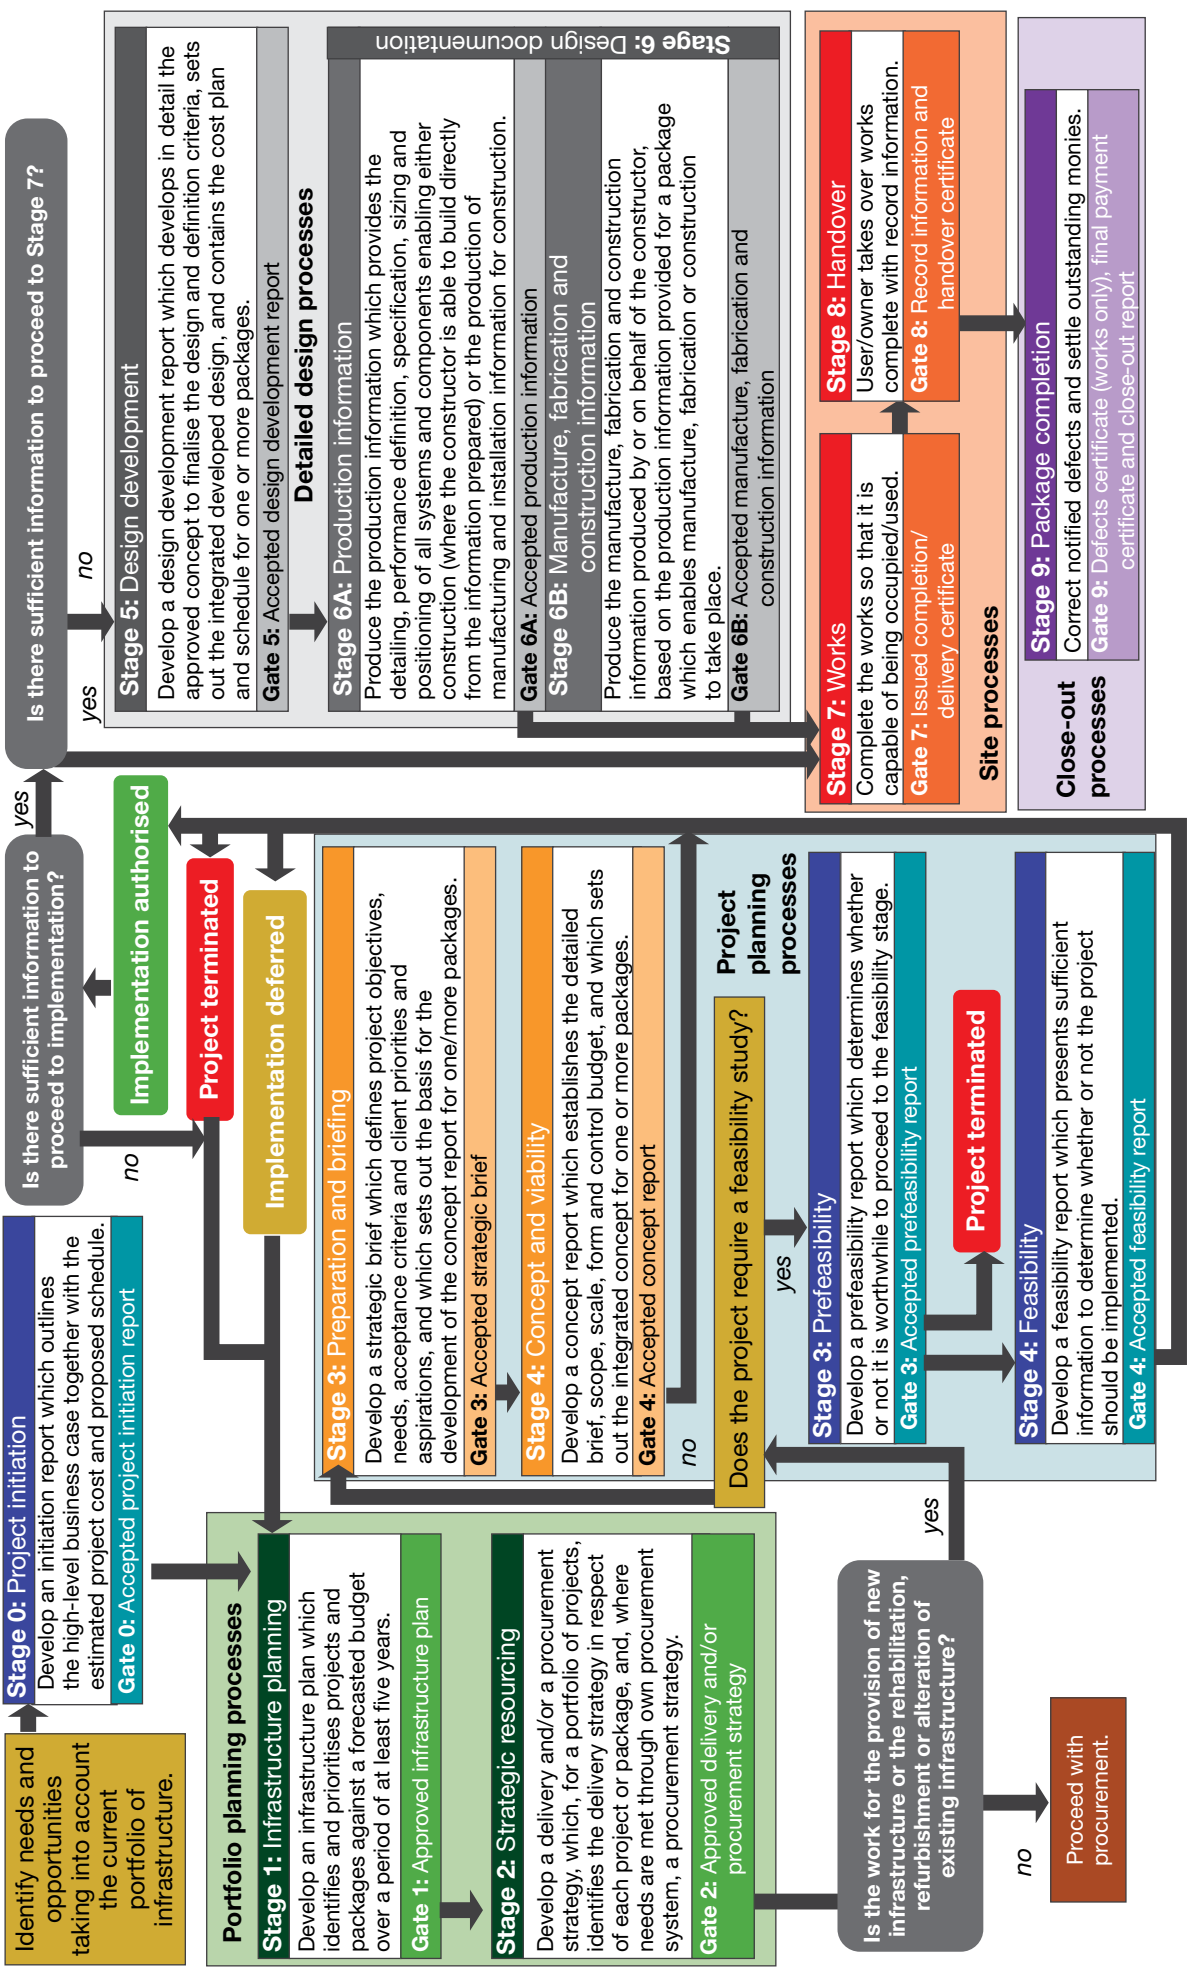 Identify needs and
opportunities
taking into account
the current
portfolio of
infrastructure.
Stage 0: Project initiation
Develop an initiation report which outlines
the high-level business case together with the
estimated project cost and proposed schedule.
Gate 0: Accepted project initiation report
Portfolio planning processes
Stage 1: Infrastructure planning
Develop an infrastructure plan which
identifies and prioritises projects and
packages against a forecasted budget
over a period of at least five years.
Gate 1: Approved infrastructure plan
Stage 2: Strategic resourcing
Develop a delivery and/or a procurement
strategy, which, for a portfolio of projects,
identifies the delivery strategy in respect
of each project or package, and, where
needs are met through own procurement
system, a procurement strategy.
Gate 2: Approved delivery and/or
procurement strategy
Is the work for the provision of new
infrastructure or the rehabilitation,
refurbishment or alteration of
existing infrastructure?
no
Proceed with
procurement.
yes
Does the project require a feasibility study?
no
yes
Project
planning
processes
Stage 3: Preparation and briefing
Develop a strategic brief which defines project objectives,
needs, acceptance criteria and client priorities and
aspirations, and which sets out the basis for the
development of the concept report for one/more packages.
Gate 3: Accepted strategic brief
Stage 4: Concept and viability
Develop a concept report which establishes the detailed
brief, scope, scale, form and control budget, and which sets
out the integrated concept for one or more packages.
Gate 4: Accepted concept report
Stage 3: Prefeasibility
Develop a prefeasibility report which determines whether
or not it is worthwhile to proceed to the feasibility stage.
Gate 3: Accepted prefeasibility report
Project terminated
Stage 4: Feasibility
Develop a feasibility report which presents sufficient
information to determine whether or not the project
should be implemented.
Gate 4: Accepted feasibility report
Is there sufficient information to
proceed to implementation?
no
yes
Implementation authorised
Project terminated
Implementation deferred
Is there sufficient information to proceed to Stage 7?
yes
no
Stage 5: Design development
Develop a design development report which develops in detail the
approved concept to finalise the design and definition criteria, sets
out the integrated developed design, and contains the cost plan
and schedule for one or more packages.
Gate 5: Accepted design development report
Detailed design processes
Stage 6: Design documentation
Stage 6A: Production information
Produce the production information which provides the
detailing, performance definition, specification, sizing and
positioning of all systems and components enabling either
construction (where the constructor is able to build directly
from the information prepared) or the production of
manufacturing and installation information for construction.
Gate 6A: Accepted production information
Stage 6B: Manufacture, fabrication and
construction information
Produce the manufacture, fabrication and construction
information produced by or on behalf of the constructor,
based on the production information provided for a package
which enables manufacture, fabrication or construction
to take place.
Gate 6B: Accepted manufacture, fabrication and
construction information
Stage 7: Works
Complete the works so that it is
capable of being occupied/used.
Gate 7: Issued completion/
delivery certificate
Stage 8: Handover
User/owner takes over works
complete with record information.
Gate 8: Record information and
handover certificate
Site processes
Close-out
processes
Stage 9: Package completion
Correct notified defects and settle outstanding monies.
Gate 9: Defects certificate (works only), final payment
certificate and close-out report